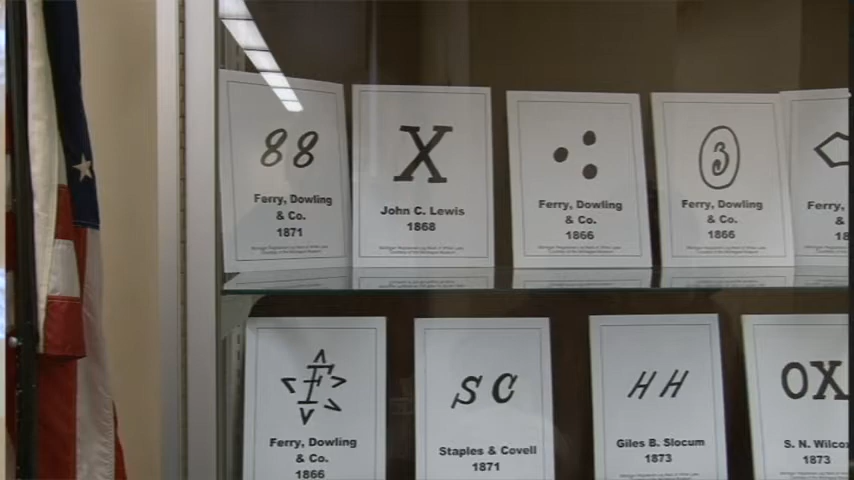 88
Ferry, Dowling
& Co.
1871
X
John C. Lewis
1868
Ferry, Dowling
& Co.
1866
3
Ferry, Dowling
& Co.
1866
Ferry,
&
F
Ferry, Dowling
& Co.
1866
SC
Staples & Covell
1871
HH
Giles B. Slocum
1873
OX
S. N. Wilcox
1873